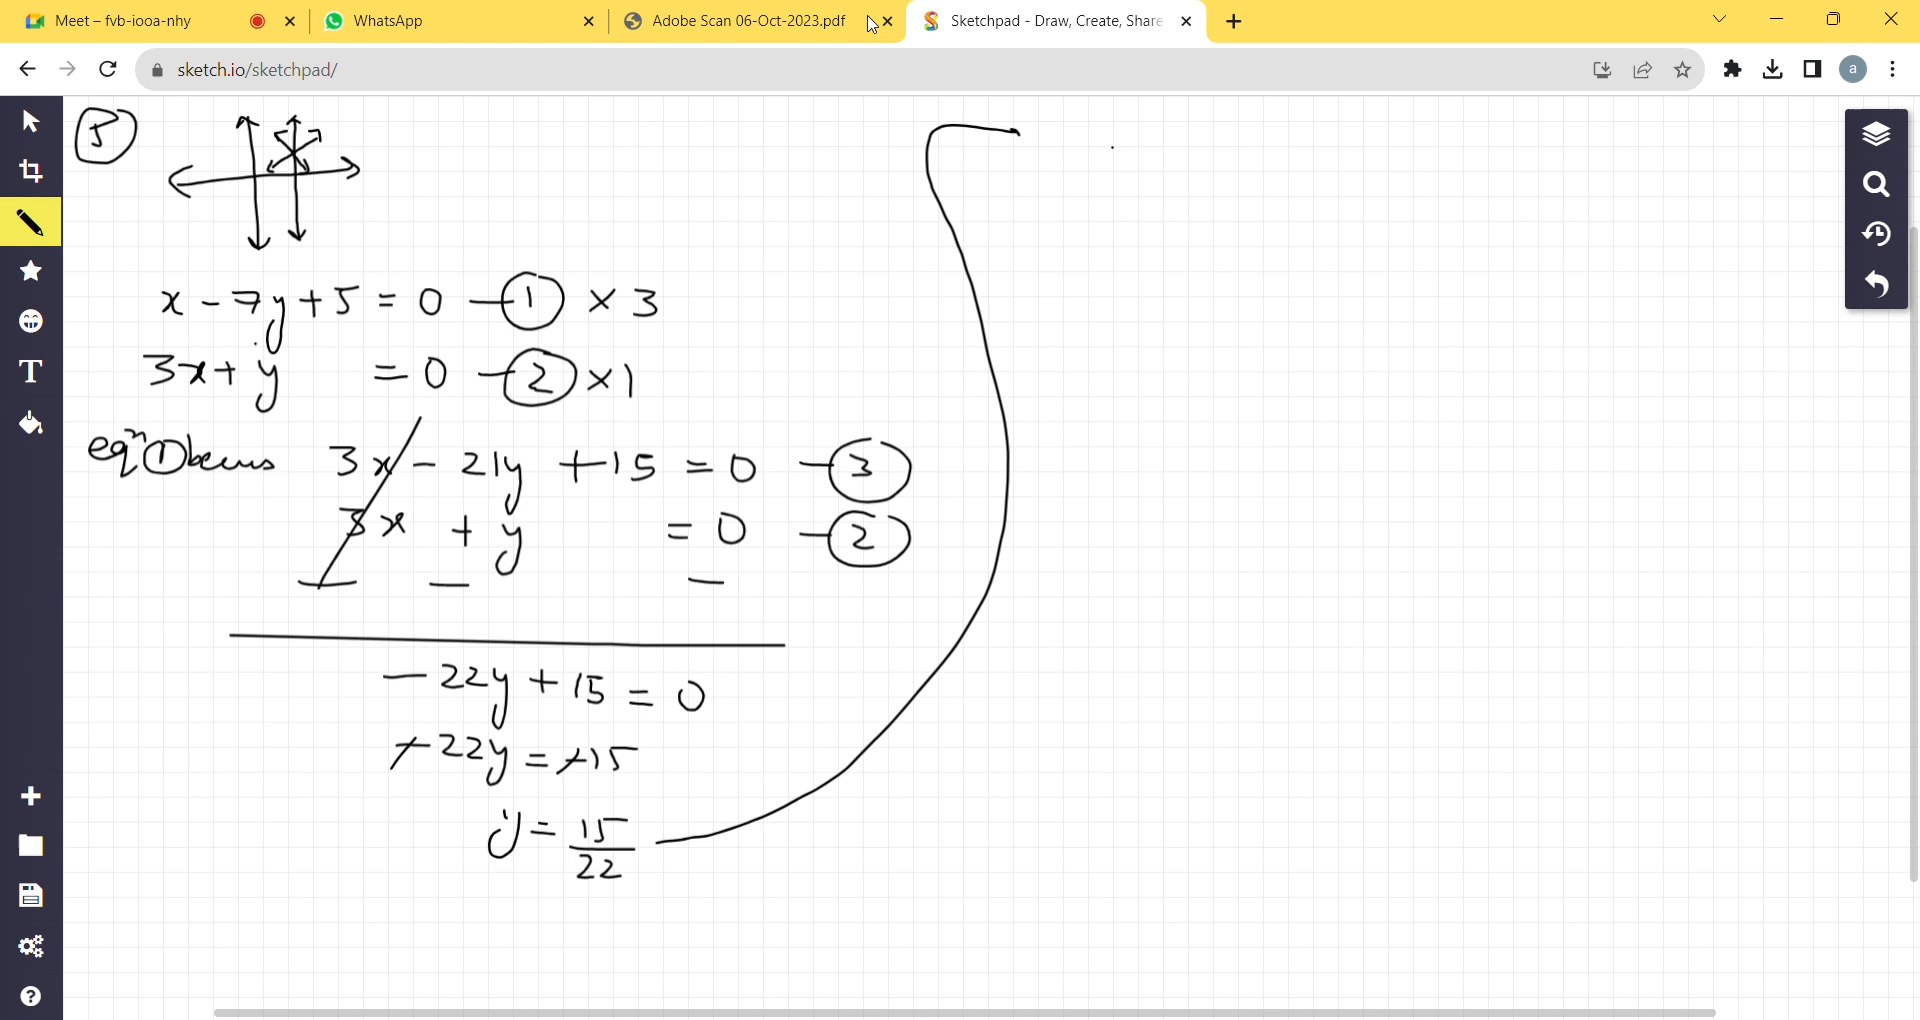 Meet – fvb-iooa-nhy
WhatsApp
Adobe Scan 06-Oct-2023.pdf
Sketchpad - Draw, Create, Share
sketch.io/sketchpad/
a
T
5
x - 7y + 5 = 0 - 1 × 3
3x + y = 0 - 2 × 1
eqn 1 3x - 21y + 15 = 0 - 3
3x + y = 0 - 2
- 22y + 15 = 0
- 22y = -15
y = 15/22